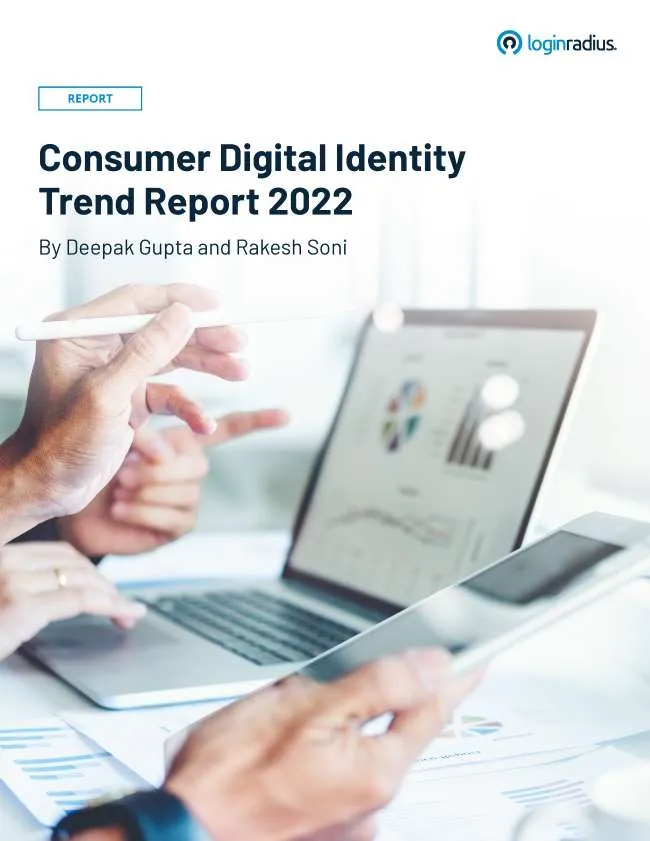 loginradius.
REPORT
Consumer Digital Identity
Trend Report 2022
By Deepak Gupta and Rakesh Soni